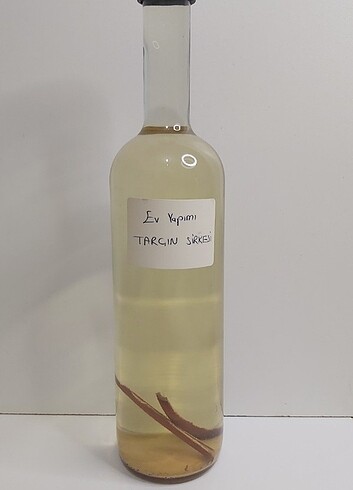 Ev Yapımı
TARÇIN SİRKESİ